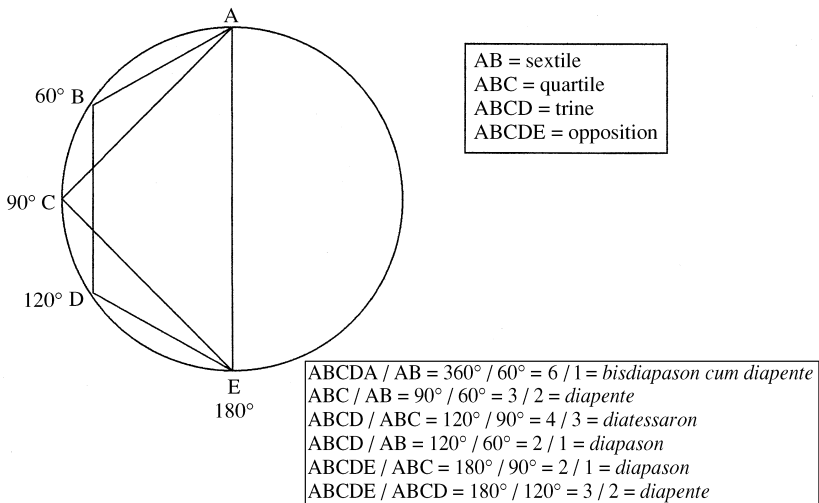 A
60° B
90° C
120° D
E
180°
AB = sextile
ABC = quartile
ABCD = trine
ABCDE = opposition
ABCDA / AB = 360° / 60° = 6 / 1 = bisdiapason cum diapente
ABC / AB = 90° / 60° = 3 / 2 = diapente
ABCD / ABC = 120° / 90° = 4 / 3 = diatessaron
ABCD / AB = 120° / 60° = 2 / 1 = diapason
ABCDE / ABC = 180° / 90° = 2 / 1 = diapason
ABCDE / ABCD = 180° / 120° = 3 / 2 = diapente